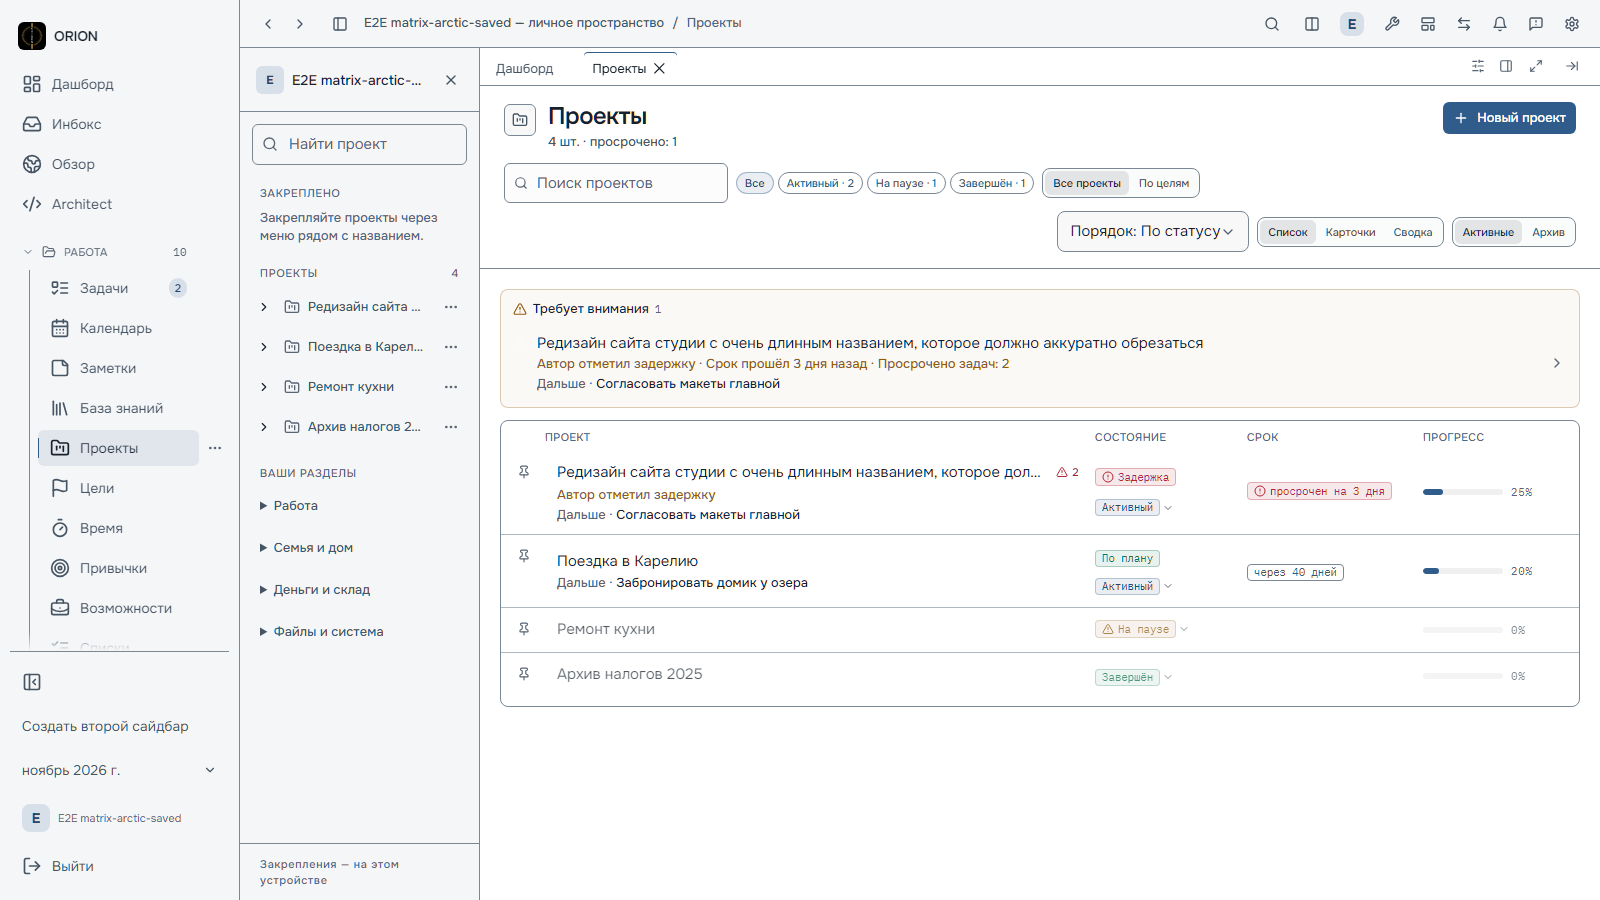 ORION
Дашборд
Инбокс
Обзор
Architect
РАБОТА 10
Задачи 2
Календарь
Заметки
База знаний
Проекты
Цели
Время
Привычки
Возможности
Списки
Создать второй сайдбар
ноябрь 2026 г.
E E2E matrix-arctic-saved
Выйти
E2E matrix-arctic-saved — личное пространство / Проекты
E
E E2E matrix-arctic-...
Найти проект
ЗАКРЕПЛЕНО
Закрепляйте проекты через
меню рядом с названием.
ПРОЕКТЫ 4
Редизайн сайта ...
Поездка в Карел...
Ремонт кухни
Архив налогов 2...
ВАШИ РАЗДЕЛЫ
Работа
Семья и дом
Деньги и склад
Файлы и система
Закрепления — на этом
устройстве
Дашборд Проекты
Проекты
4 шт. · просрочено: 1
Новый проект
Поиск проектов
Все Активный · 2 На паузе · 1 Завершён · 1 Все проекты По целям
Порядок: По статусу Список Карточки Сводка Активные Архив
Требует внимания 1
Редизайн сайта студии с очень длинным названием, которое должно аккуратно обрезаться
Автор отметил задержку · Срок прошёл 3 дня назад · Просрочено задач: 2
Дальше · Согласовать макеты главной
ПРОЕКТ СОСТОЯНИЕ СРОК ПРОГРЕСС
Редизайн сайта студии с очень длинным названием, которое дол... 2
Автор отметил задержку
Дальше · Согласовать макеты главной
Задержка
Активный
просрочен на 3 дня
25%
Поездка в Карелию
Дальше · Забронировать домик у озера
По плану
Активный
через 40 дней
20%
Ремонт кухни На паузе 0%
Архив налогов 2025 Завершён 0%